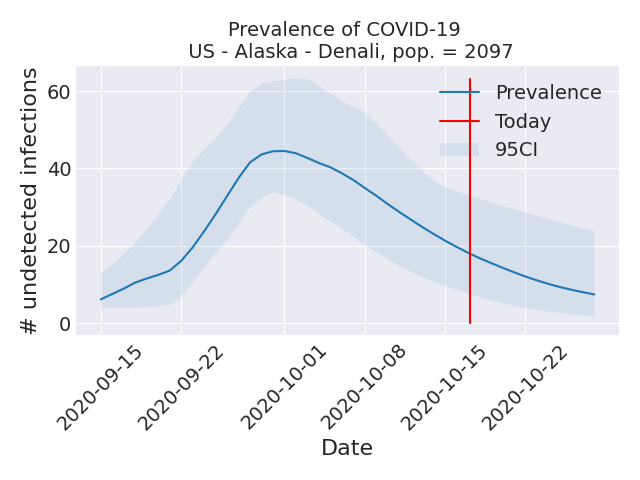 Prevalence of COVID-19
US - Alaska - Denali, pop. = 2097
# undetected infections
60
40
20
0
Prevalence
Today
95CI
2020-09-15
2020-09-22
2020-10-01
2020-10-08
2020-10-15
2020-10-22
Date